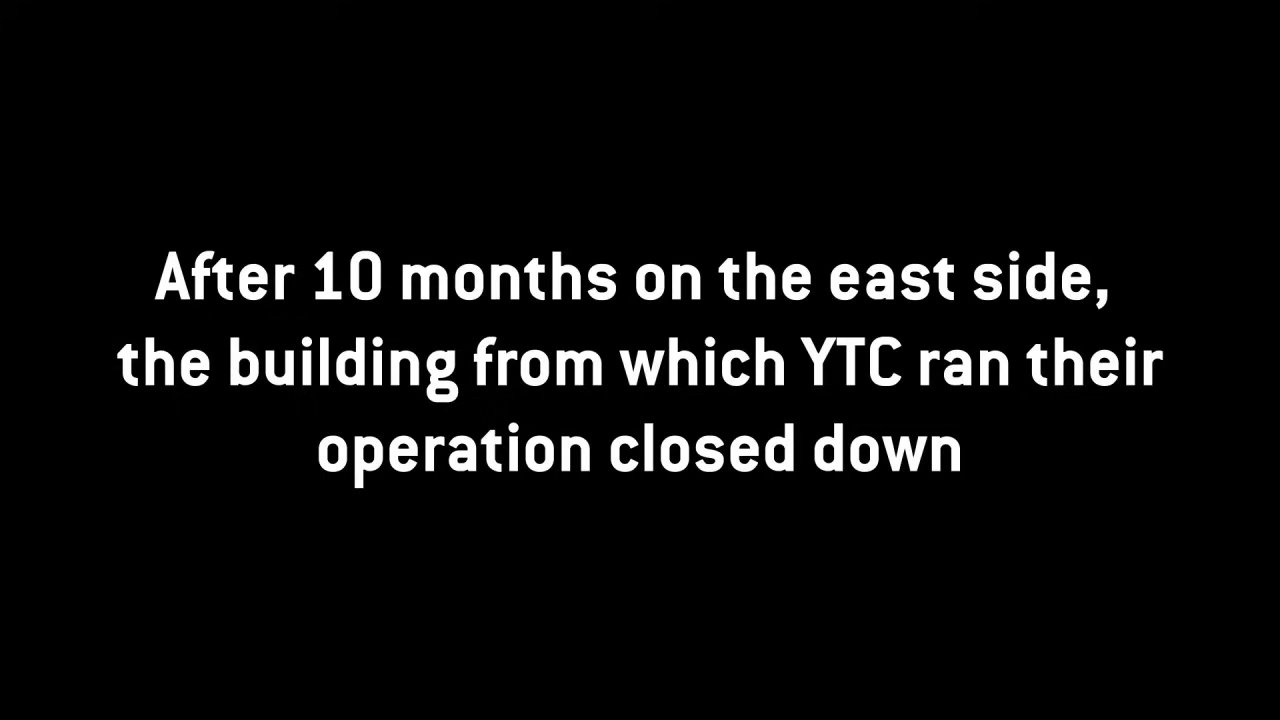 After 10 months on the east side,
the building from which YTC ran their
operation closed down